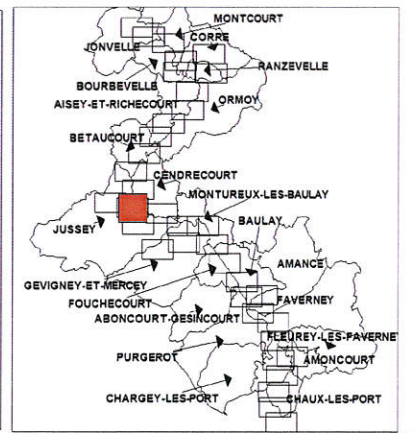 MONTCOURT
CORRE
JONVELLE
RANZEVELLE
BOURBEVELLE
AISEY-ET-RICHECOURT
ORMOY
BETAUCOURT
CENDRECOURT
MONTUREUX-LES-BAULAY
BAULAY
JUSSEY
AMANCE
GEVIGNEY-ET-MERCEY
FOUCHECOURT
FAVERNEY
ABONCOURT-GESINCOURT
FLEUREY-LES-FAVERNE
PURGEROT
AMONCOURT
CHARGEY-LES-PORT
CHAUX-LES-PORT